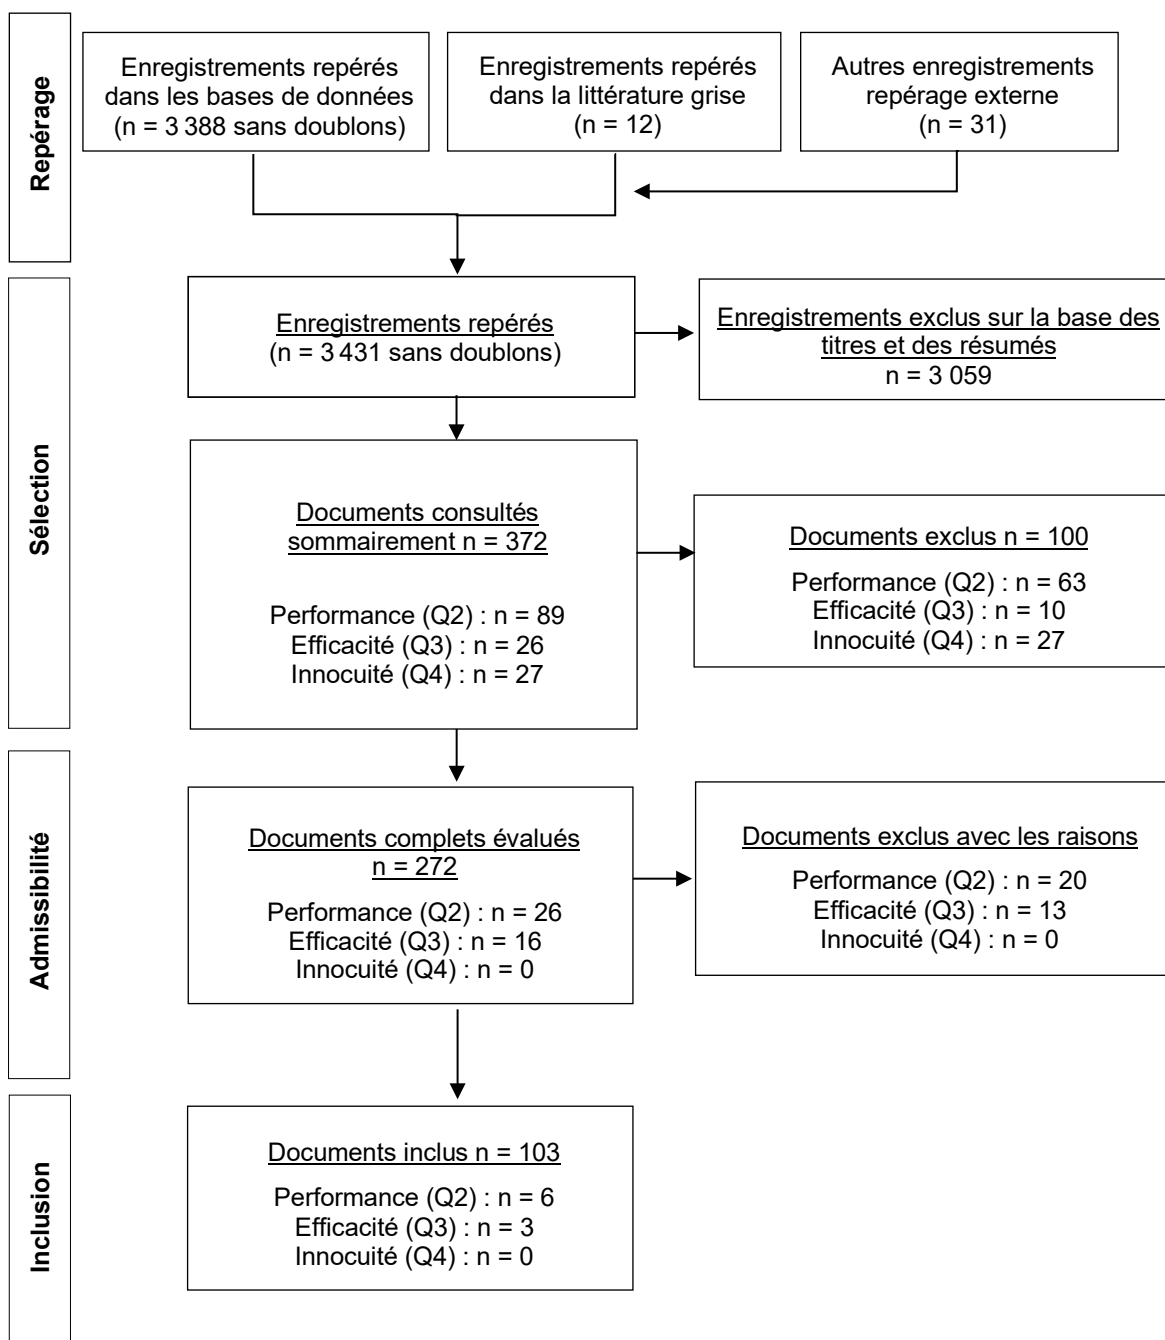 Repérage
Enregistrements repérés
dans les bases de données
(n = 3 388 sans doublons)
Enregistrements repérés
dans la littérature grise
(n = 12)
Autres enregistrements
repérage externe
(n = 31)
Sélection
Enregistrements repérés
(n = 3 431 sans doublons)
Enregistrements exclus sur la base des
titres et des résumés
n = 3 059
Documents consultés
sommairement n = 372
Performance (Q2) : n = 89
Efficacité (Q3) : n = 26
Innocuité (Q4) : n = 27
Documents exclus n = 100
Performance (Q2) : n = 63
Efficacité (Q3) : n = 10
Innocuité (Q4) : n = 27
Admissibilité
Documents complets évalués
n = 272
Performance (Q2) : n = 26
Efficacité (Q3) : n = 16
Innocuité (Q4) : n = 0
Documents exclus avec les raisons
Performance (Q2) : n = 20
Efficacité (Q3) : n = 13
Innocuité (Q4) : n = 0
Inclusion
Documents inclus n = 103
Performance (Q2) : n = 6
Efficacité (Q3) : n = 3
Innocuité (Q4) : n = 0